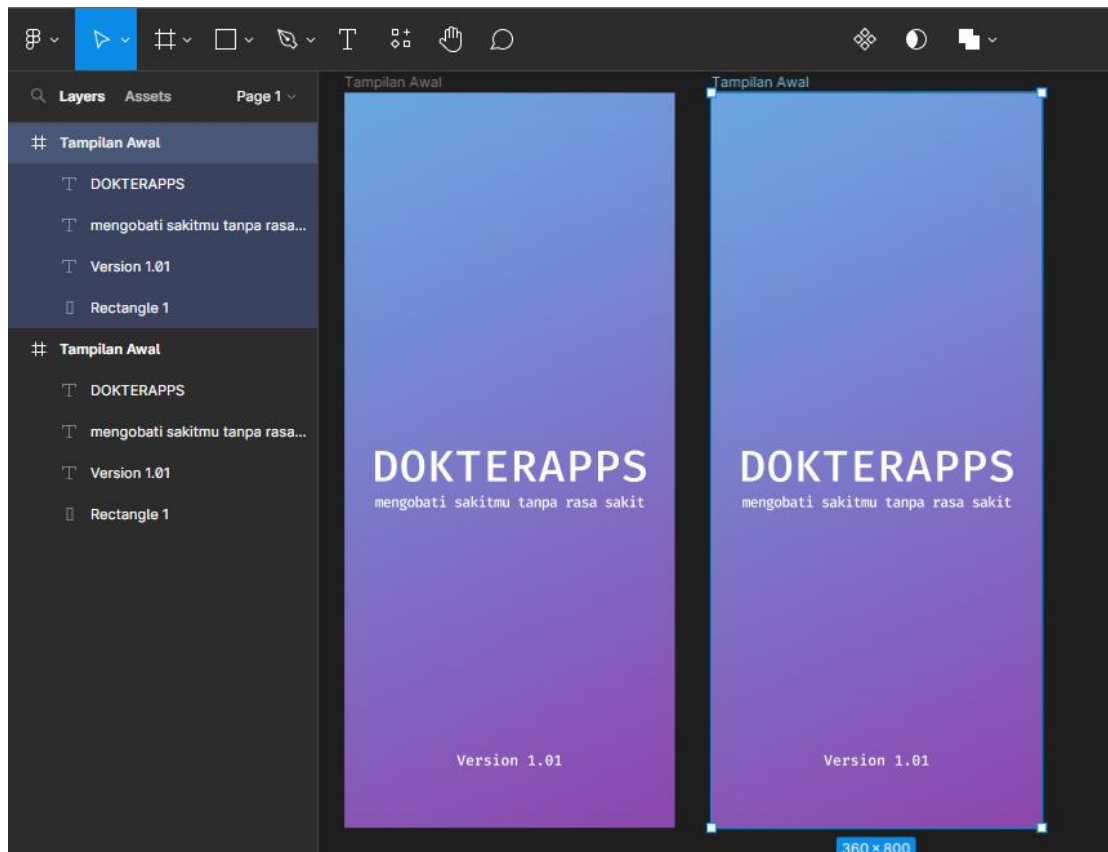 Layers Assets Page 1
Tampilan Awal
DOKTERAPPS
mengobati sakitmu tanpa rasa...
Version 1.01
Rectangle 1
Tampilan Awal
DOKTERAPPS
mengobati sakitmu tanpa rasa...
Version 1.01
Rectangle 1
Tampilan Awal
DOKTERAPPS
mengobati sakitmu tanpa rasa sakit
Version 1.01
Tampilan Awal
DOKTERAPPS
mengobati sakitmu tanpa rasa sakit
Version 1.01
360 × 800